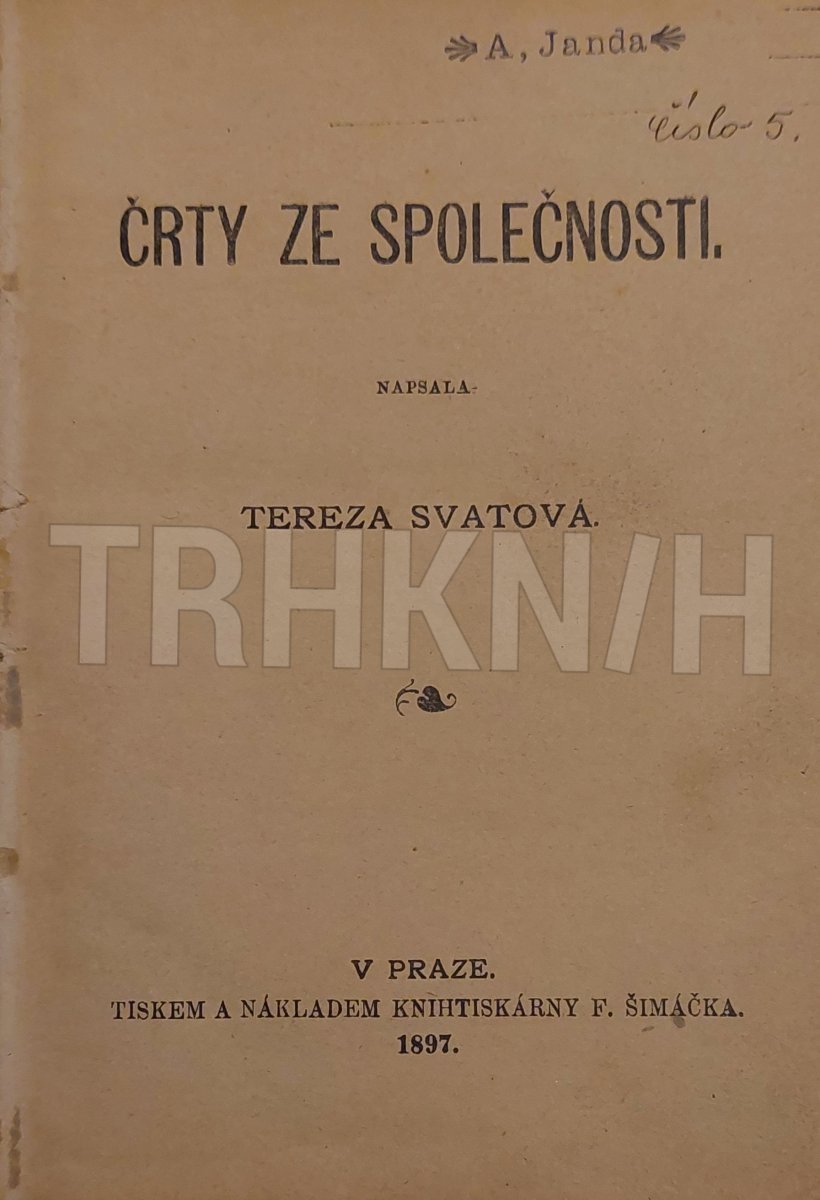 A, Janda
číslo 5.
ČRTY ZE SPOLEČNOSTI.
NAPSALA
TEREZA SVATOVÁ.
TRHKNIH
V PRAZE.
TISKEM A NÁKLADEM KNIHTISKÁRNY F. ŠIMÁČKA.
1897.